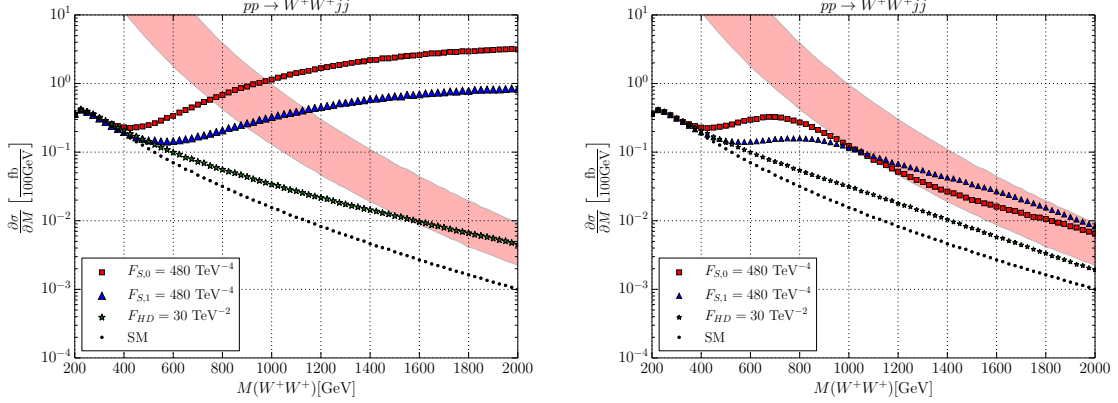 pp → W⁺W⁺jj
10¹
10⁰
10⁻¹
10⁻²
10⁻³
10⁻⁴
∂σ/∂M [fb/100GeV]
F_{S,0} = 480 TeV⁻⁴
F_{S,1} = 480 TeV⁻⁴
F_{HD} = 30 TeV⁻²
SM
200 400 600 800 1000 1200 1400 1600 1800 2000
M(W⁺W⁺)[GeV]
pp → W⁺W⁺jj
10¹
10⁰
10⁻¹
10⁻²
10⁻³
10⁻⁴
∂σ/∂M [fb/100GeV]
F_{S,0} = 480 TeV⁻⁴
F_{S,1} = 480 TeV⁻⁴
F_{HD} = 30 TeV⁻²
SM
200 400 600 800 1000 1200 1400 1600 1800 2000
M(W⁺W⁺)[GeV]